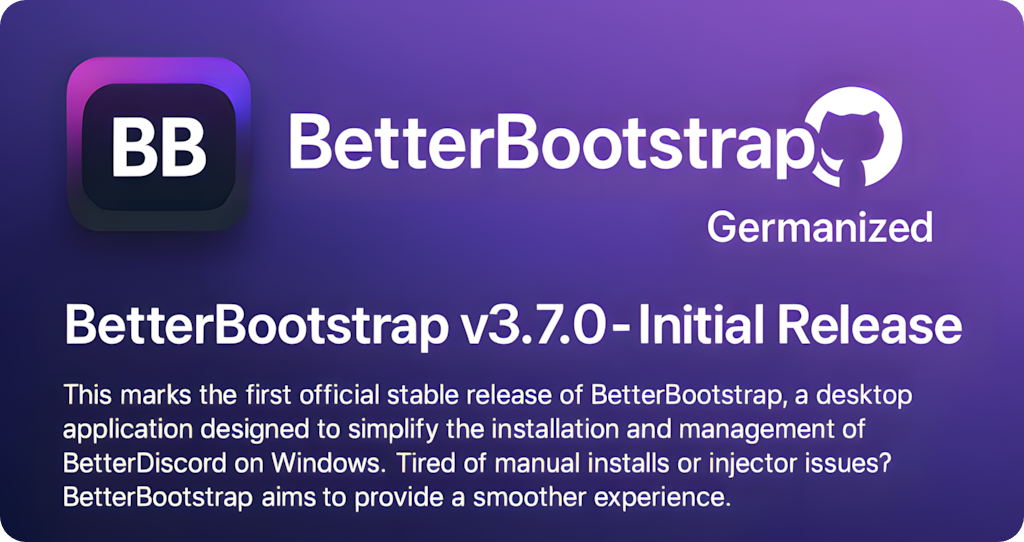 BB
BetterBootstrap
Germanized
BetterBootstrap v3.7.0 - Initial Release
This marks the first official stable release of BetterBootstrap, a desktop
application designed to simplify the installation and management of
BetterDiscord on Windows. Tired of manual installs or injector issues?
BetterBootstrap aims to provide a smoother experience.